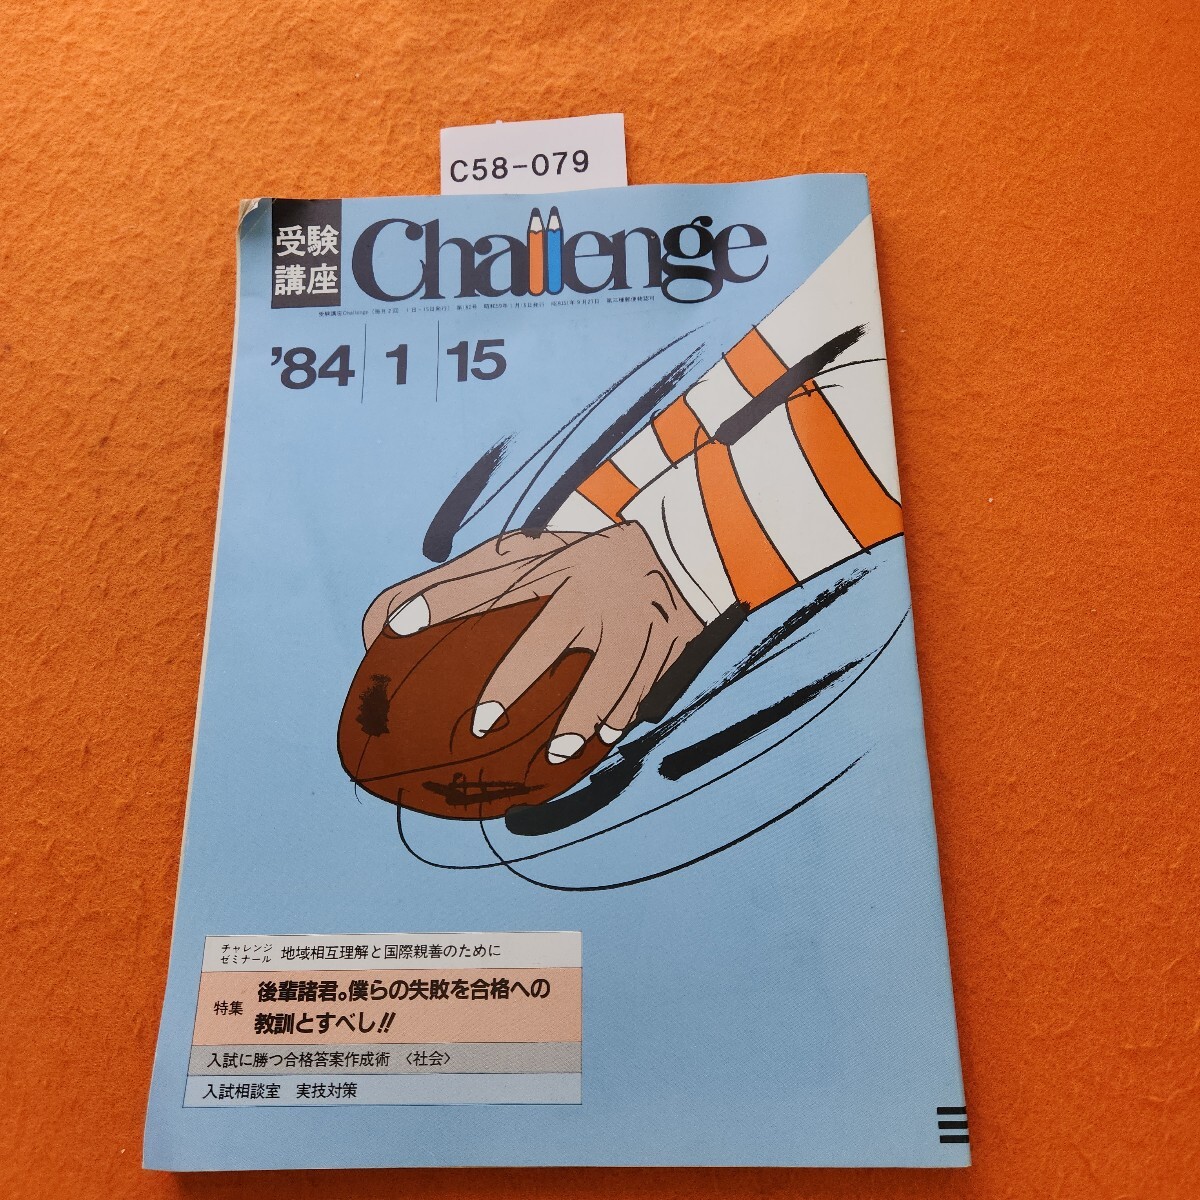 C58-079
受験
講座
Challenge
'84 1 15
チャレンジ
ゼミナール
地域相互理解と国際親善のために
特集
後輩諸君。僕らの失敗を合格への
教訓とすべし!!
入試に勝つ合格答案作成術 〈社会〉
入試相談室 実技対策